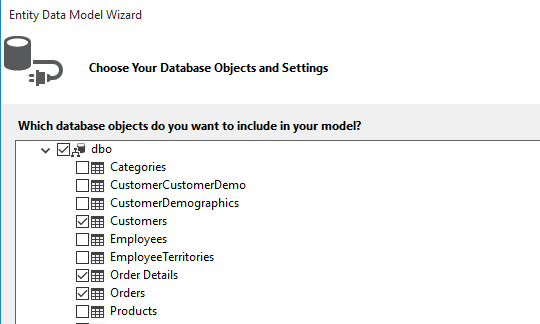 Entity Data Model Wizard
Choose Your Database Objects and Settings
Which database objects do you want to include in your model?
dbo
Categories
CustomerCustomerDemo
CustomerDemographics
Customers
Employees
EmployeeTerritories
Order Details
Orders
Products